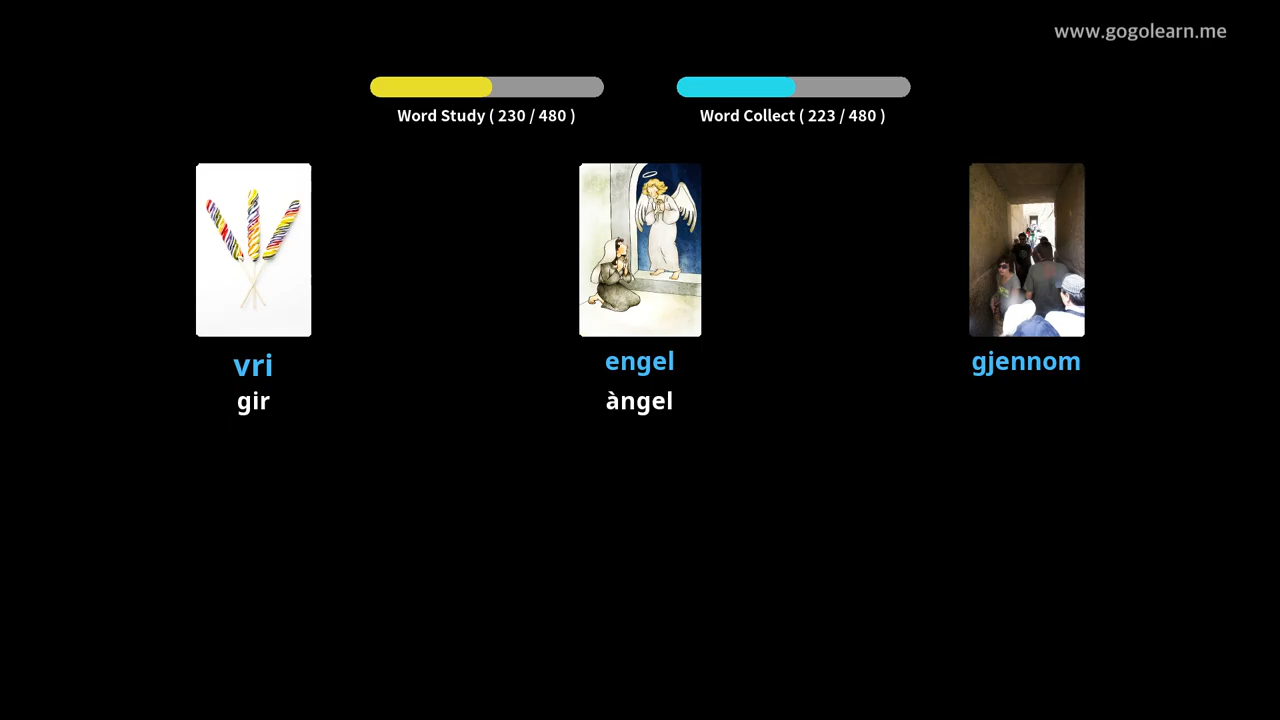 www.gogolearn.me
Word Study ( 230 / 480 )
Word Collect ( 223 / 480 )
vri
gir
engel
àngel
gjennom